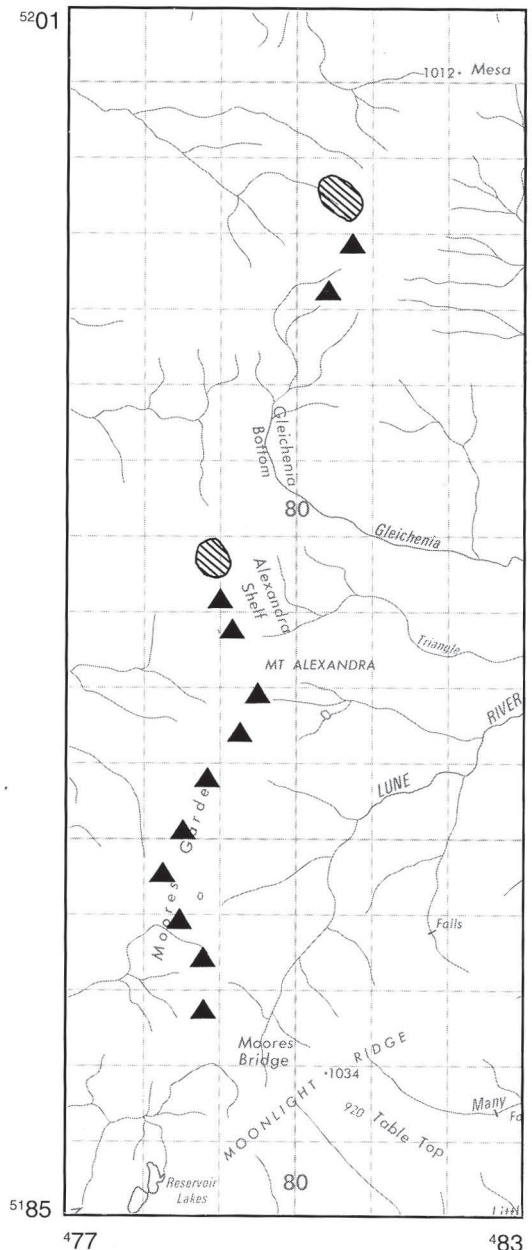 ⁵²01
1012 Mesa
Gleichenia
Bottom
80
Gleichenia
Alexandra
Shelf
Triangle
MT ALEXANDRA
RIVER
LUNE
Moores Garde
Falls
Moores
Bridge
MOONLIGHT RIDGE
1034
920 Table Top
Many
Reservoir
Lakes
80
⁵¹85
⁴77
⁴83